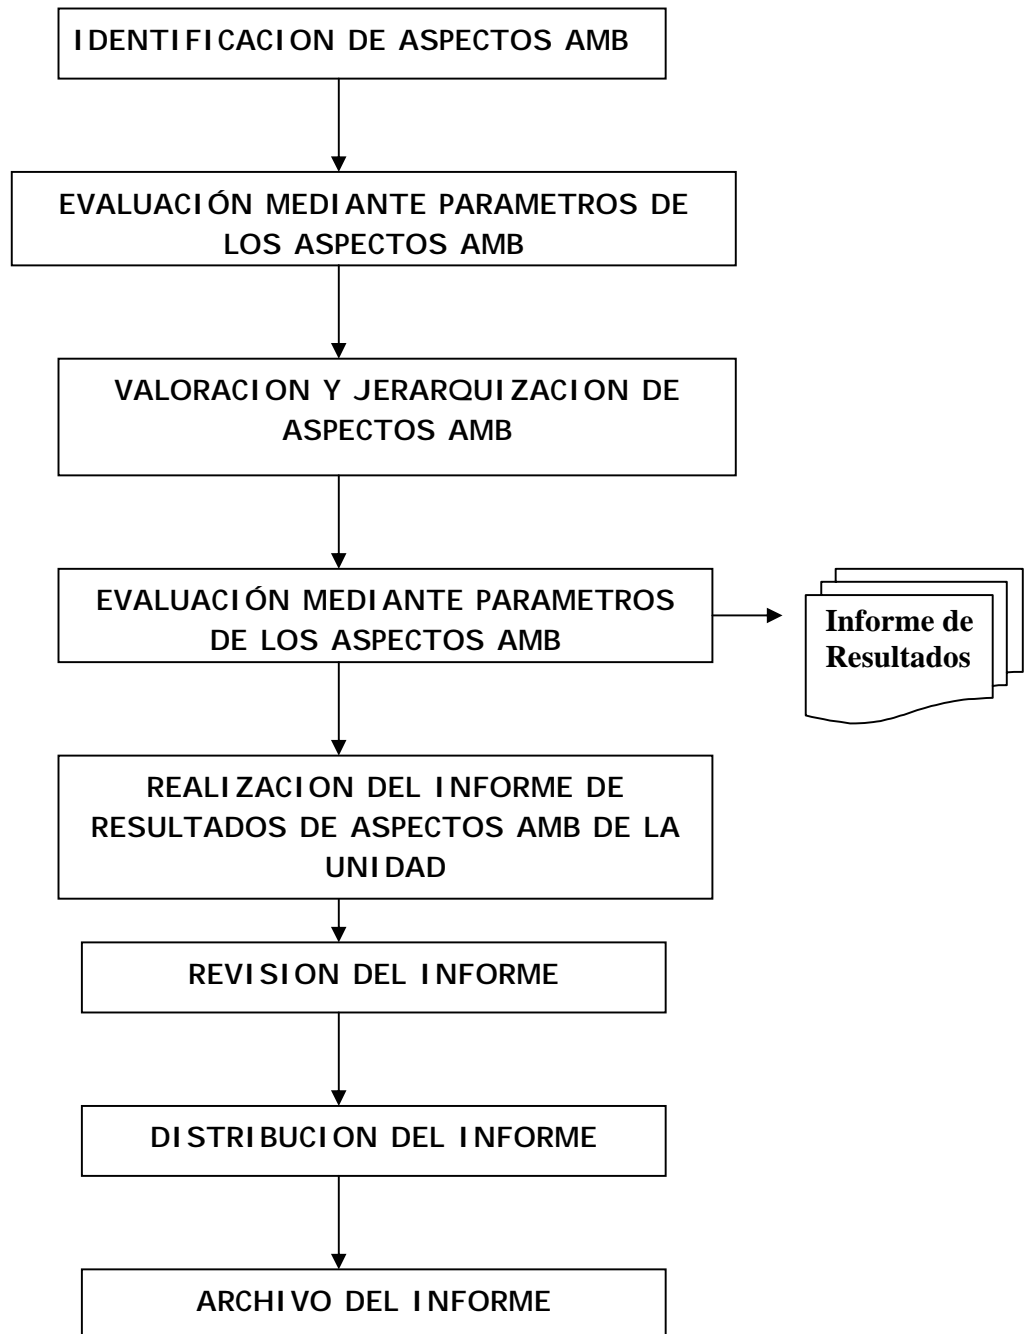 IDENTIFICACION DE ASPECTOS AMB
EVALUACIÓN MEDIANTE PARAMETROS DE
LOS ASPECTOS AMB
VALORACION Y JERARQUIZACION DE
ASPECTOS AMB
EVALUACIÓN MEDIANTE PARAMETROS
DE LOS ASPECTOS AMB
Informe de
Resultados
REALIZACION DEL INFORME DE
RESULTADOS DE ASPECTOS AMB DE LA
UNIDAD
REVISION DEL INFORME
DISTRIBUCION DEL INFORME
ARCHIVO DEL INFORME